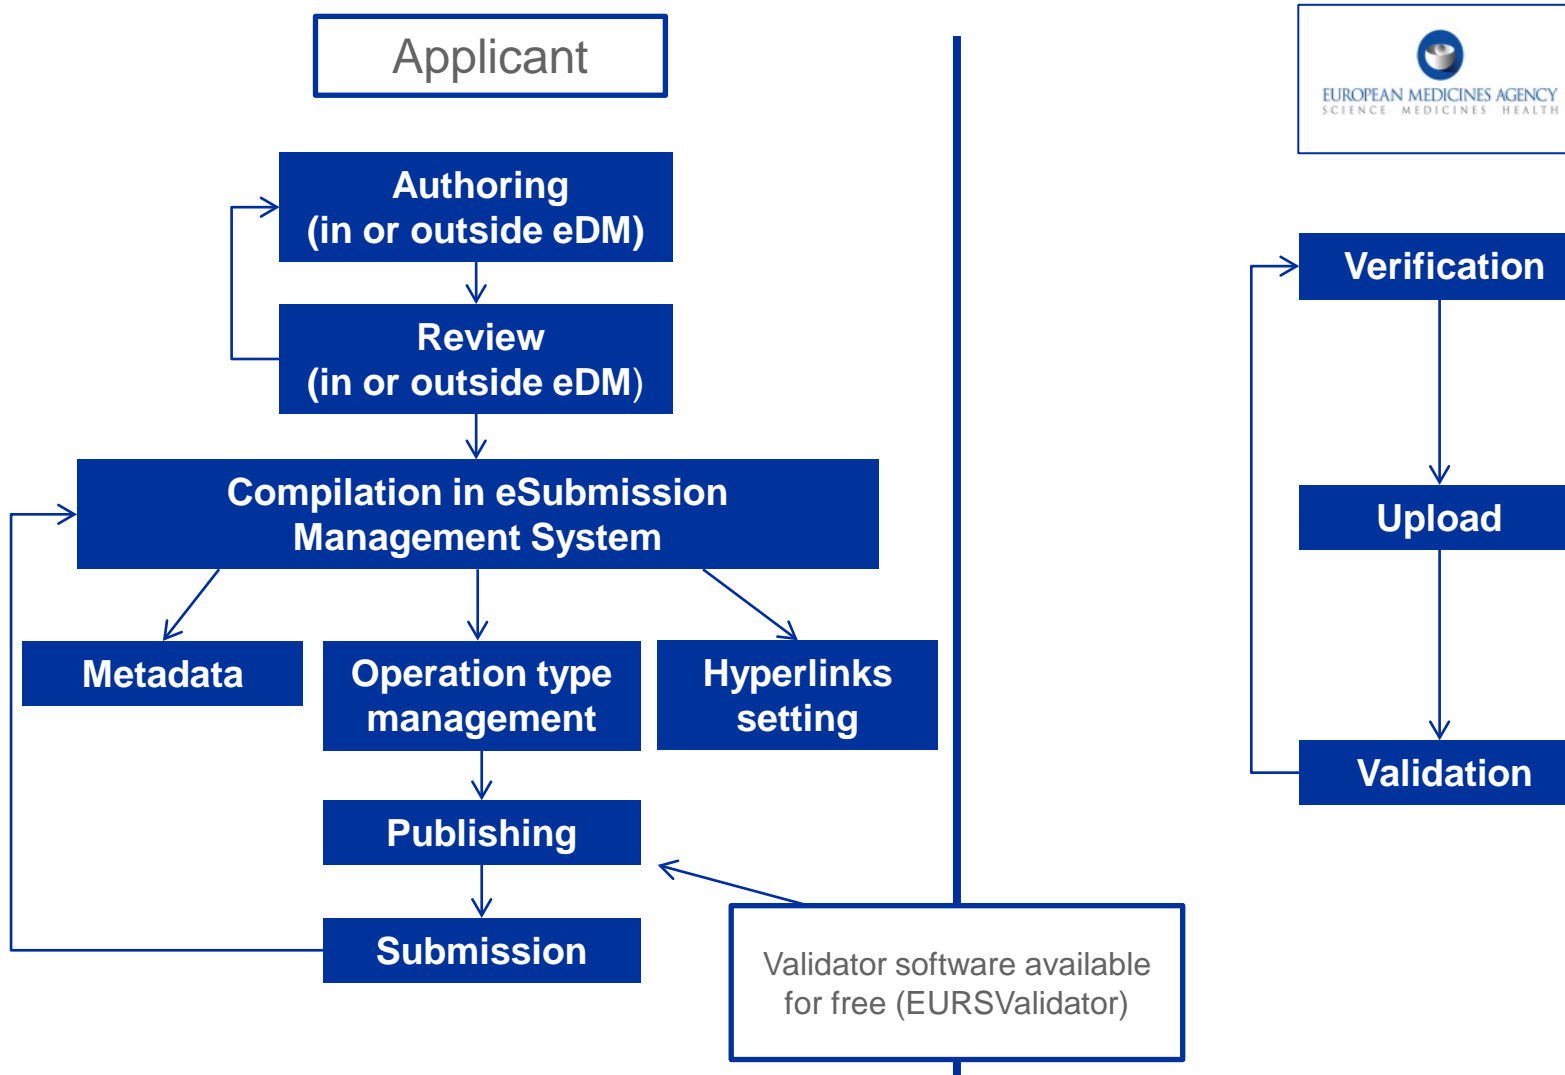 Applicant
Authoring
(in or outside eDM)
Review
(in or outside eDM)
Compilation in eSubmission
Management System
Metadata
Operation type
management
Hyperlinks
setting
Publishing
Submission
Validator software available
for free (EURSValidator)
EUROPEAN MEDICINES AGENCY
SCIENCE MEDICINES HEALTH
Verification
Upload
Validation